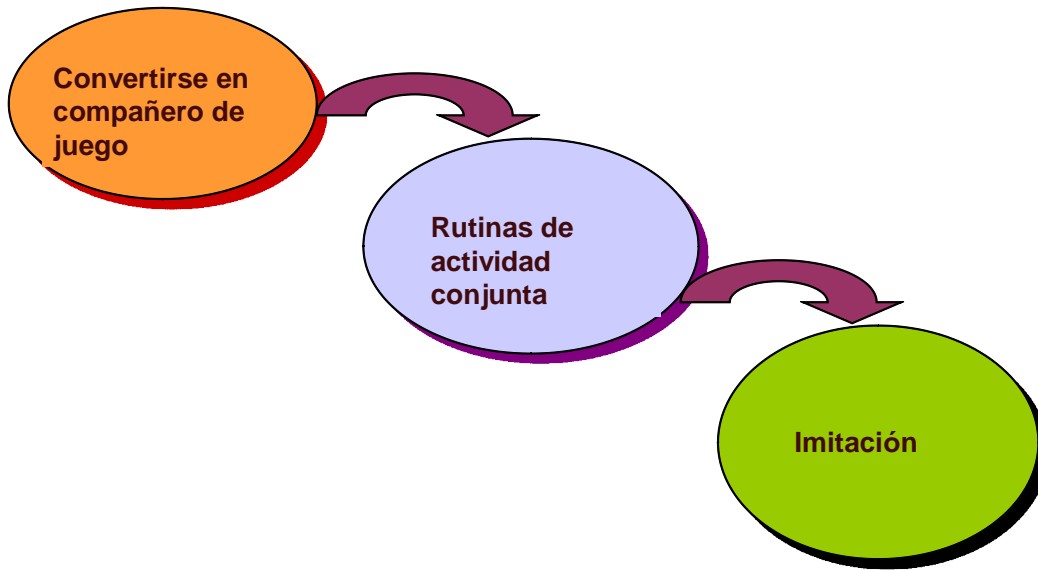 Convertirse en
compañero de
juego
Rutinas de
actividad
conjunta
Imitación